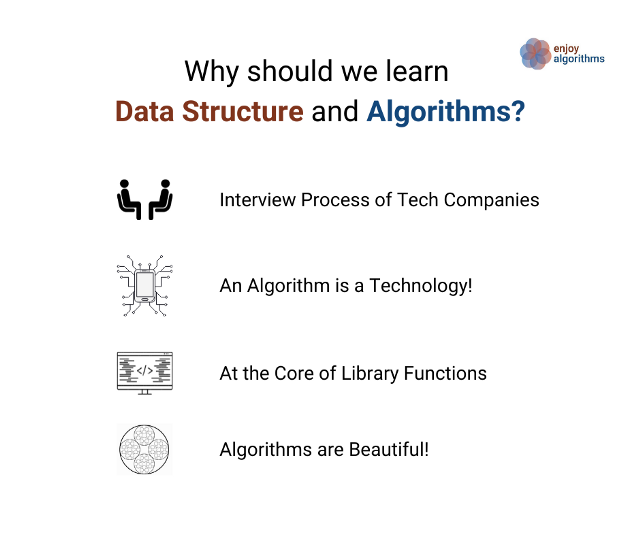 enjoy
algorithms
Why should we learn
Data Structure and Algorithms?
Interview Process of Tech Companies
An Algorithm is a Technology!
</>
At the Core of Library Functions
Algorithms are Beautiful!